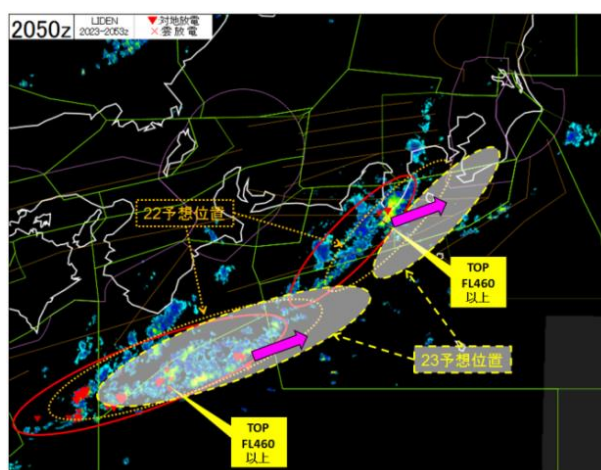 2050z
LIDEN
2023-2053z
▼対地放電
×雲放電
22予想位置
C
TOP
FL460
以上
23予想位置
TOP
FL460
以上